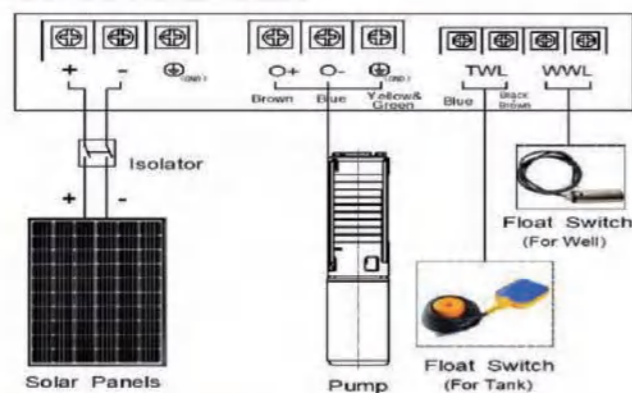 + - (GND) O+ O- (GND) TWL WWL
Brown Blue Yellow& Green Blue Black Brown
Isolator
+ -
Float Switch
(For Well)
Float Switch
(For Tank)
Solar Panels
Pump